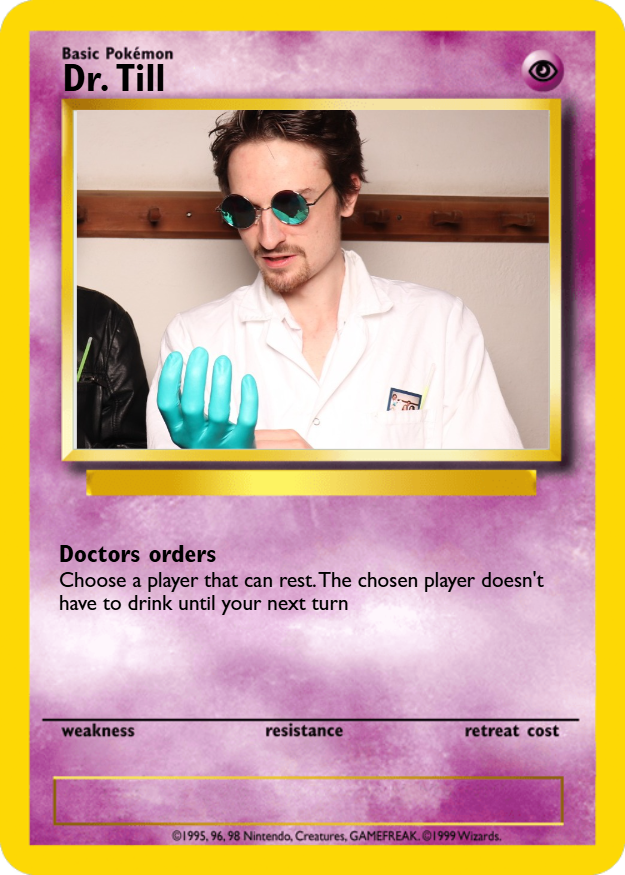 Basic Pokémon
Dr. Till
Doctors orders
Choose a player that can rest. The chosen player doesn't
have to drink until your next turn
weakness resistance retreat cost
©1995, 96, 98 Nintendo, Creatures, GAMEFREAK. ©1999 Wizards.